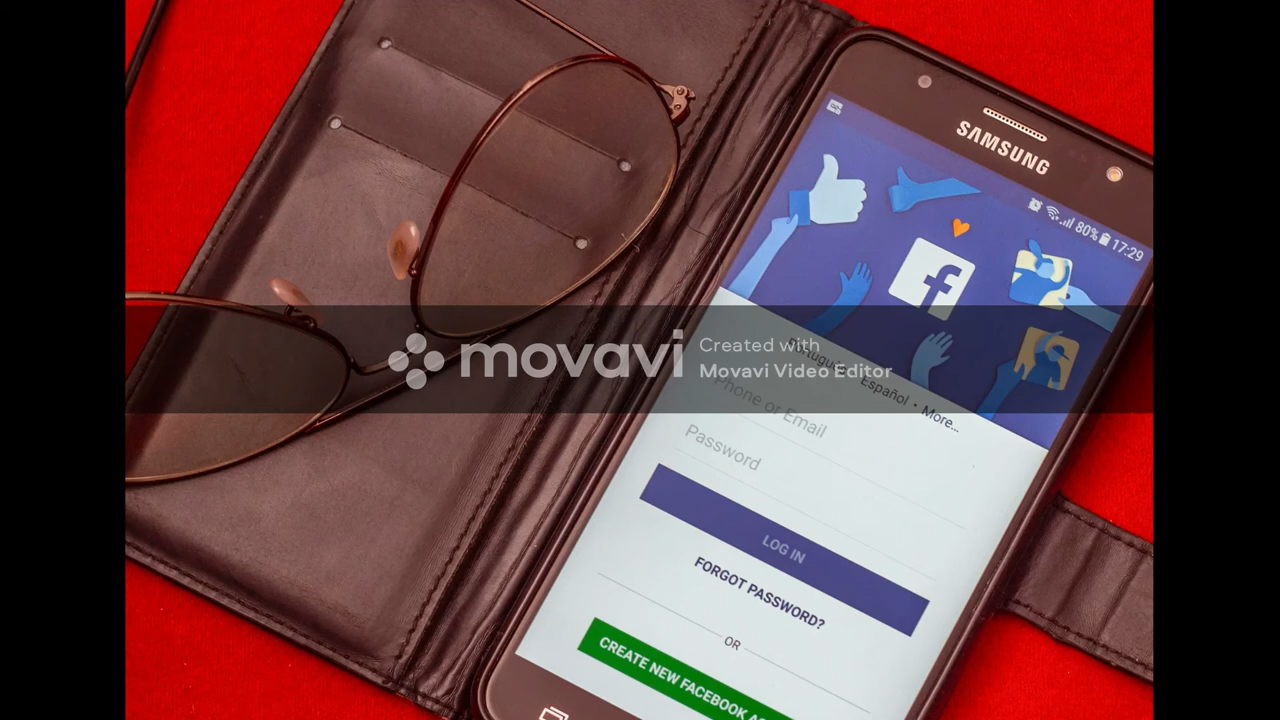 SAMSUNG
80% 17:29
f
movavi
Created with
Movavi Video Editor
Português • Español • More...
Phone or Email
Password
LOG IN
FORGOT PASSWORD?
OR
CREATE NEW FACEBOOK